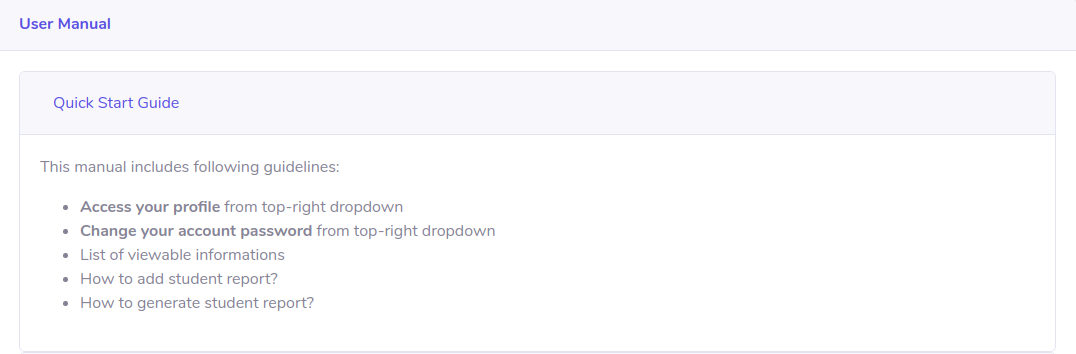 User Manual
Quick Start Guide
This manual includes following guidelines:
Access your profile from top-right dropdown
Change your account password from top-right dropdown
List of viewable informations
How to add student report?
How to generate student report?